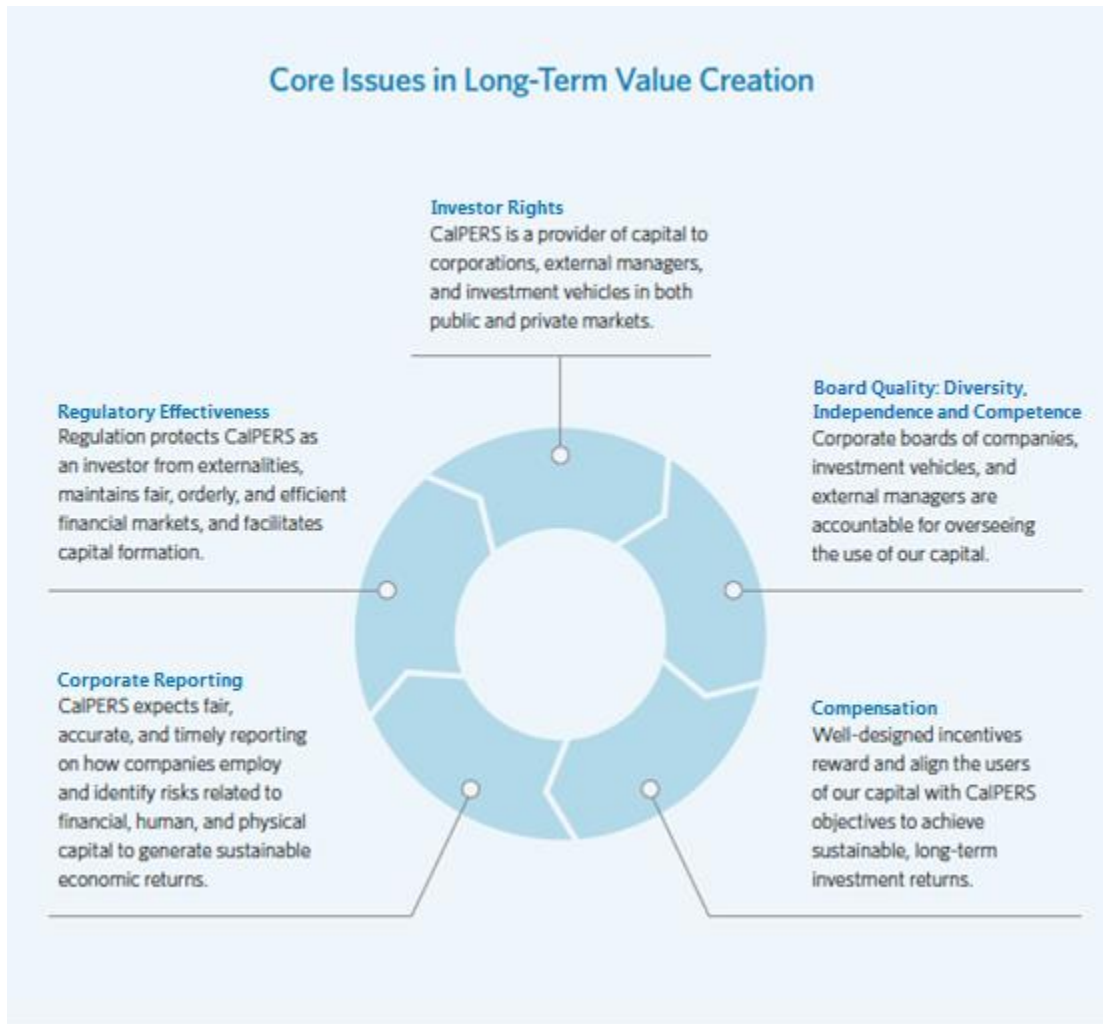 Core Issues in Long-Term Value Creation
Investor Rights
CalPERS is a provider of capital to
corporations, external managers,
and investment vehicles in both
public and private markets.
Board Quality: Diversity,
Independence and Competence
Corporate boards of companies,
investment vehicles, and
external managers are
accountable for overseeing
the use of our capital.
Compensation
Well-designed incentives
reward and align the users
of our capital with CalPERS
objectives to achieve
sustainable, long-term
investment returns.
Corporate Reporting
CalPERS expects fair,
accurate, and timely reporting
on how companies employ
and identify risks related to
financial, human, and physical
capital to generate sustainable
economic returns.
Regulatory Effectiveness
Regulation protects CalPERS as
an investor from externalities,
maintains fair, orderly, and efficient
financial markets, and facilitates
capital formation.